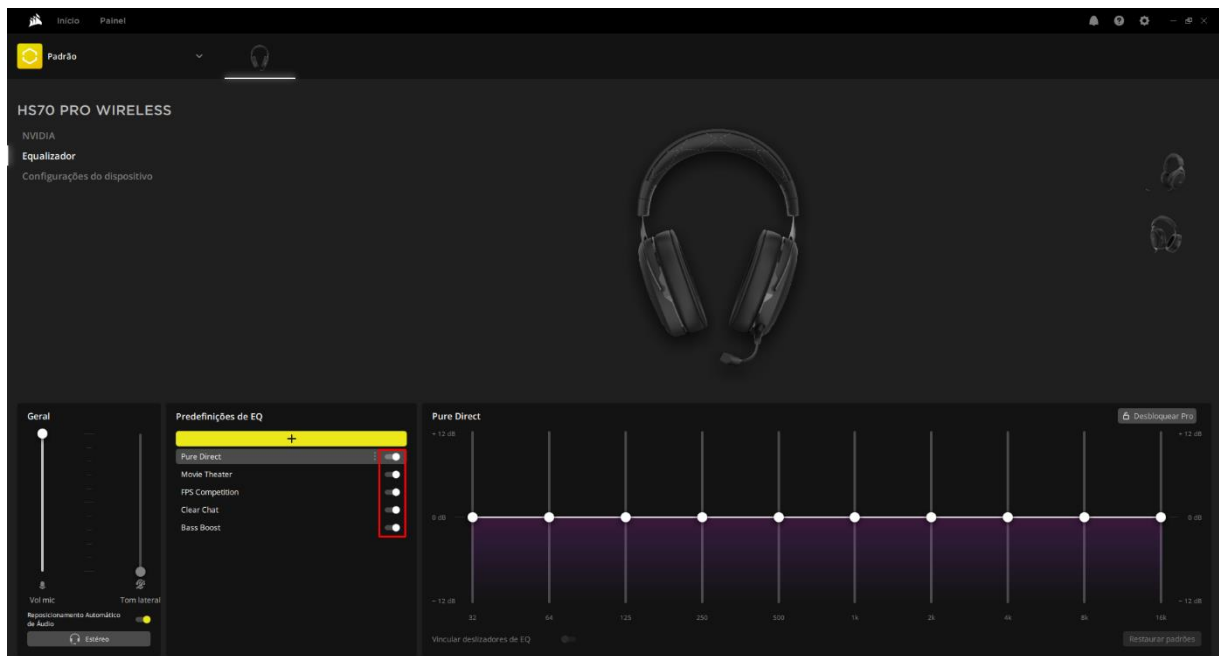 Início Painel
Padrão
HS70 PRO WIRELESS
NVIDIA
Equalizador
Configurações do dispositivo
Geral
Vol mic Tom lateral
Reposicionamento Automático
de Áudio
Estéreo
Predefinições de EQ
+
Pure Direct
Movie Theater
FPS Competition
Clear Chat
Bass Boost
Pure Direct
Desbloquear Pro
+ 12 dB + 12 dB
0 dB 0 dB
− 12 dB − 12 dB
32 64 125 250 500 1k 2k 4k 8k 16k
Vincular deslizadores de EQ
Restaurar padrões